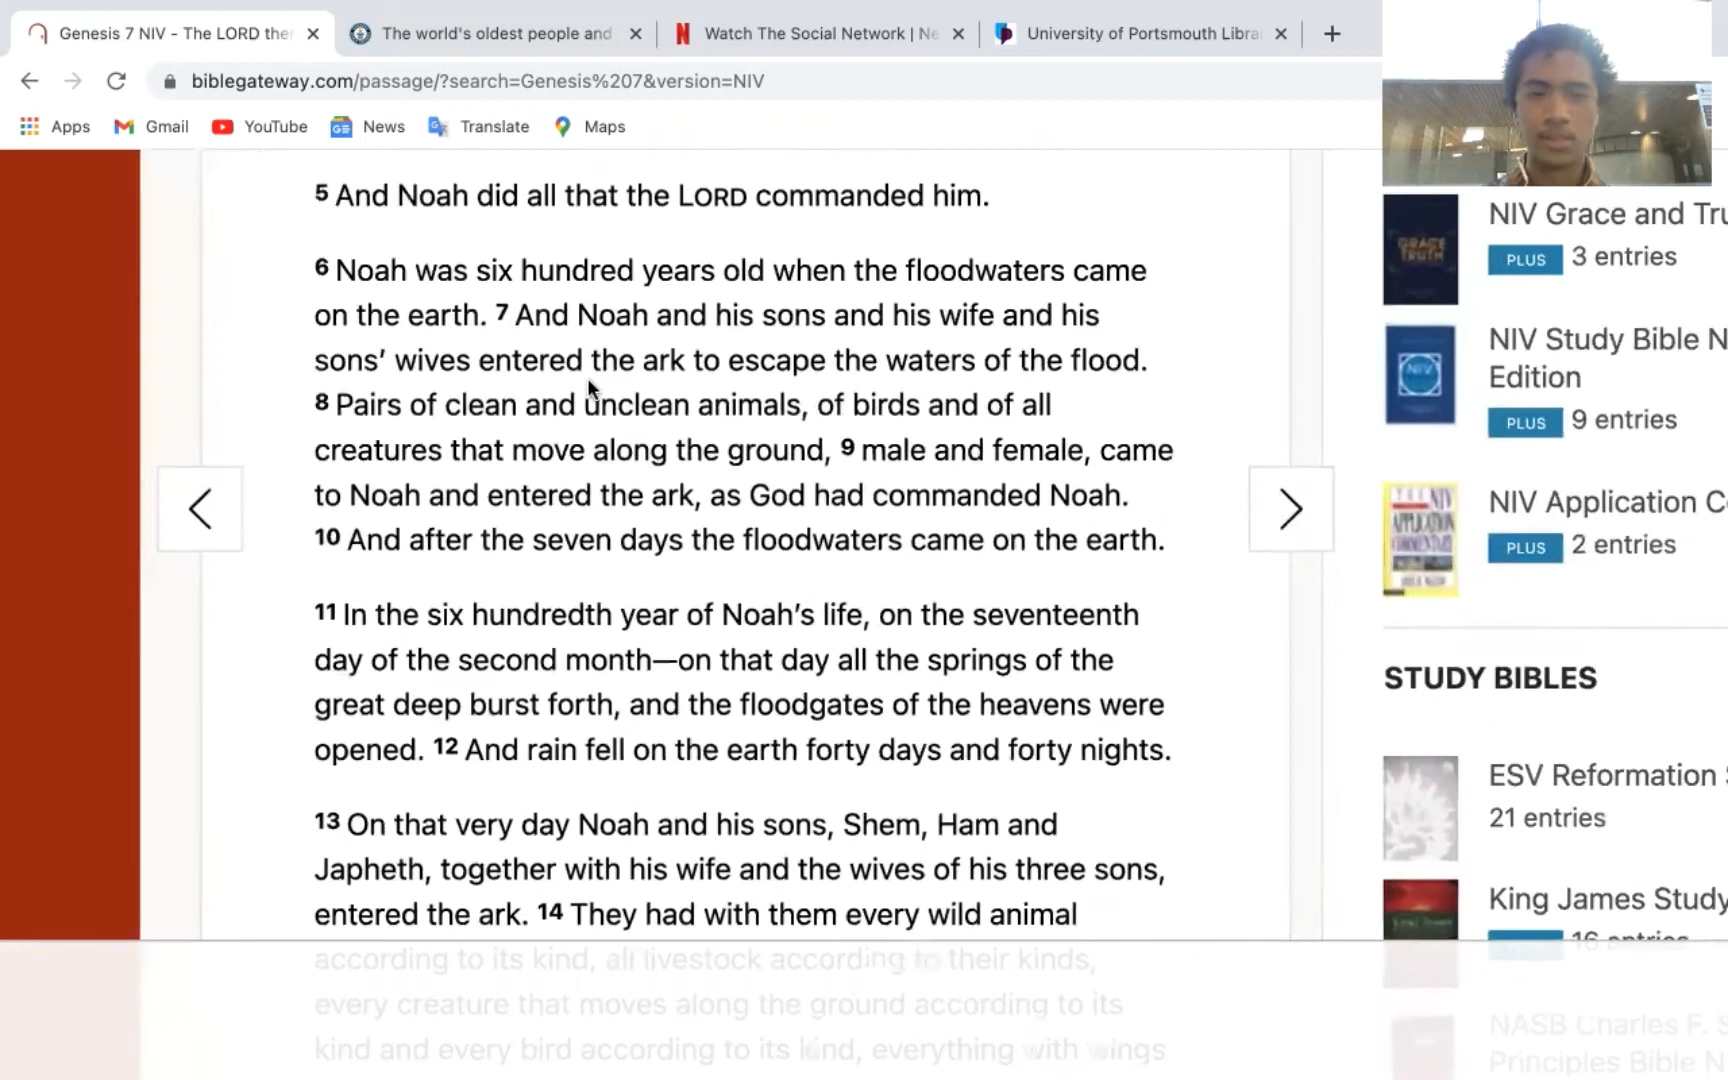 Genesis 7 NIV - The LORD the
The world's oldest people and
Watch The Social Network | Ne
University of Portsmouth Libra
biblegateway.com/passage/?search=Genesis%207&version=NIV
Apps
Gmail
YouTube
News
Translate
Maps
5 And Noah did all that the LORD commanded him.
6 Noah was six hundred years old when the floodwaters came
on the earth. 7 And Noah and his sons and his wife and his
sons' wives entered the ark to escape the waters of the flood.
8 Pairs of clean and unclean animals, of birds and of all
creatures that move along the ground, 9 male and female, came
to Noah and entered the ark, as God had commanded Noah.
10 And after the seven days the floodwaters came on the earth.
11 In the six hundredth year of Noah's life, on the seventeenth
day of the second month—on that day all the springs of the
great deep burst forth, and the floodgates of the heavens were
opened. 12 And rain fell on the earth forty days and forty nights.
13 On that very day Noah and his sons, Shem, Ham and
Japheth, together with his wife and the wives of his three sons,
entered the ark. 14 They had with them every wild animal
according to its kind, all livestock according to their kinds,
every creature that moves along the ground according to its
kind and every bird according to its kind, everything with wings
NIV Grace and Tru
GRACE
TRUTH
PLUS 3 entries
NIV Study Bible N
Edition
NIV
PLUS 9 entries
NIV Application Co
THE NIV
APPLICATION
COMMENTARY
PLUS 2 entries
STUDY BIBLES
ESV Reformation S
21 entries
King James Study
16 entries
NASB Charles F. S
Principles Bible N